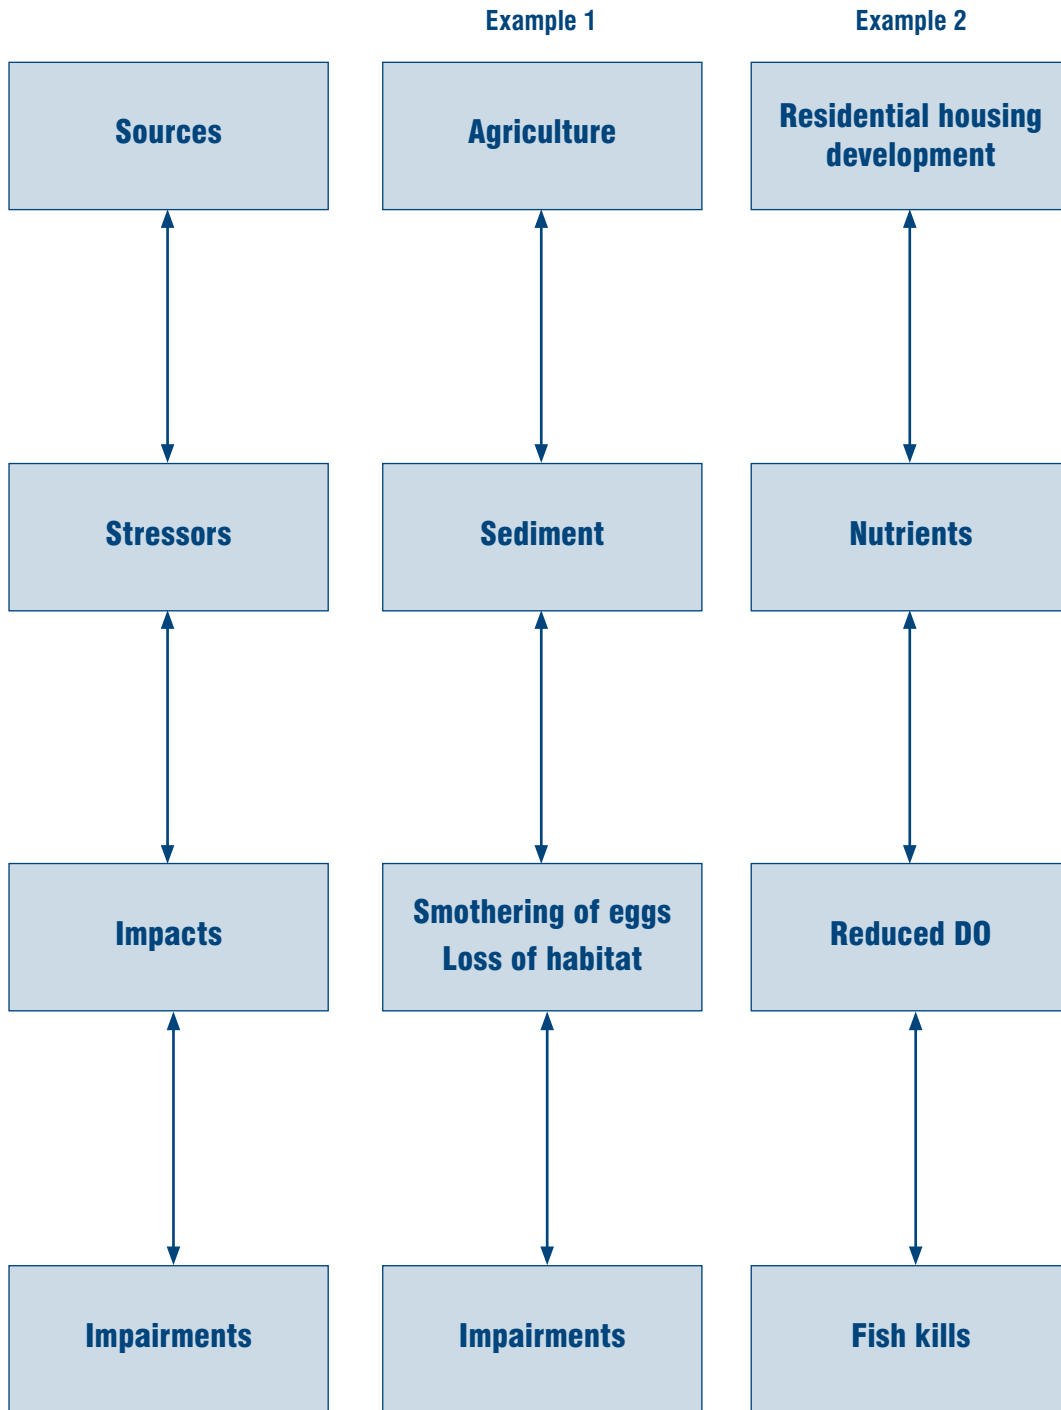 Example 1
Example 2
Sources
Agriculture
Residential housing
development
Stressors
Sediment
Nutrients
Impacts
Smothering of eggs
Loss of habitat
Reduced DO
Impairments
Impairments
Fish kills